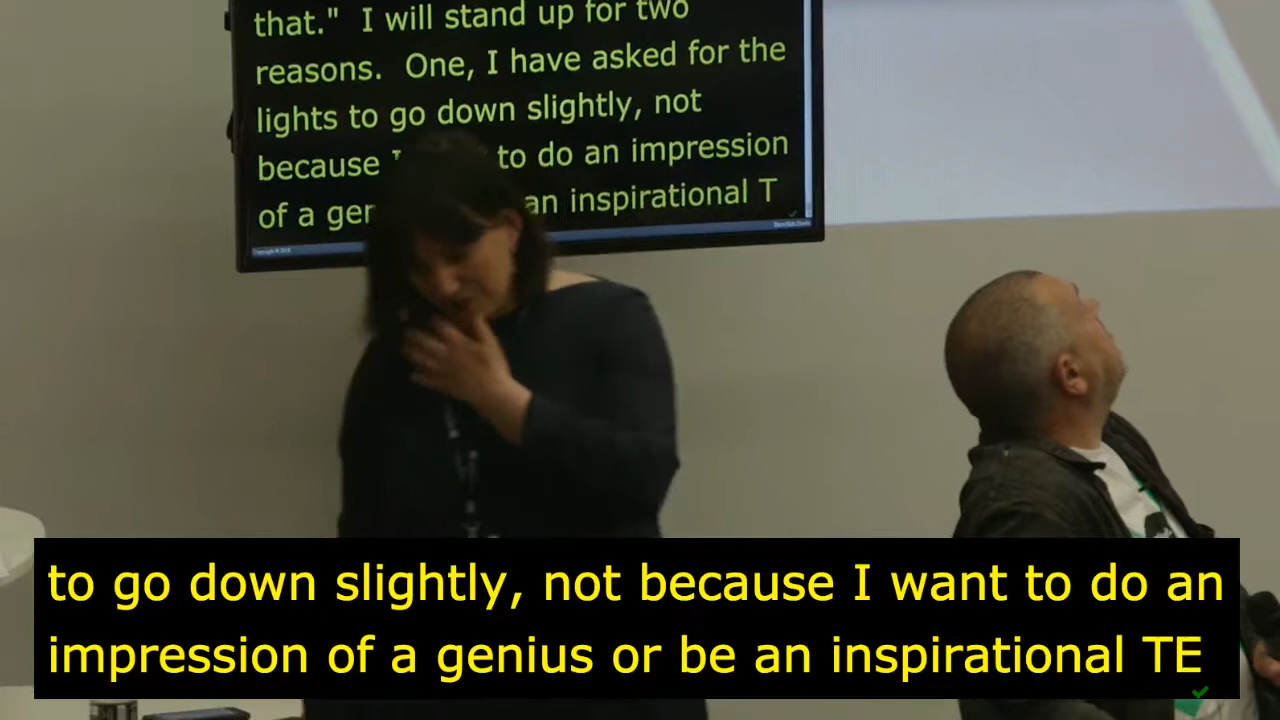 that." I will stand up for two
reasons. One, I have asked for the
lights to go down slightly, not
because to do an impression
of a gen an inspirational T
to go down slightly, not because I want to do an
impression of a genius or be an inspirational TE